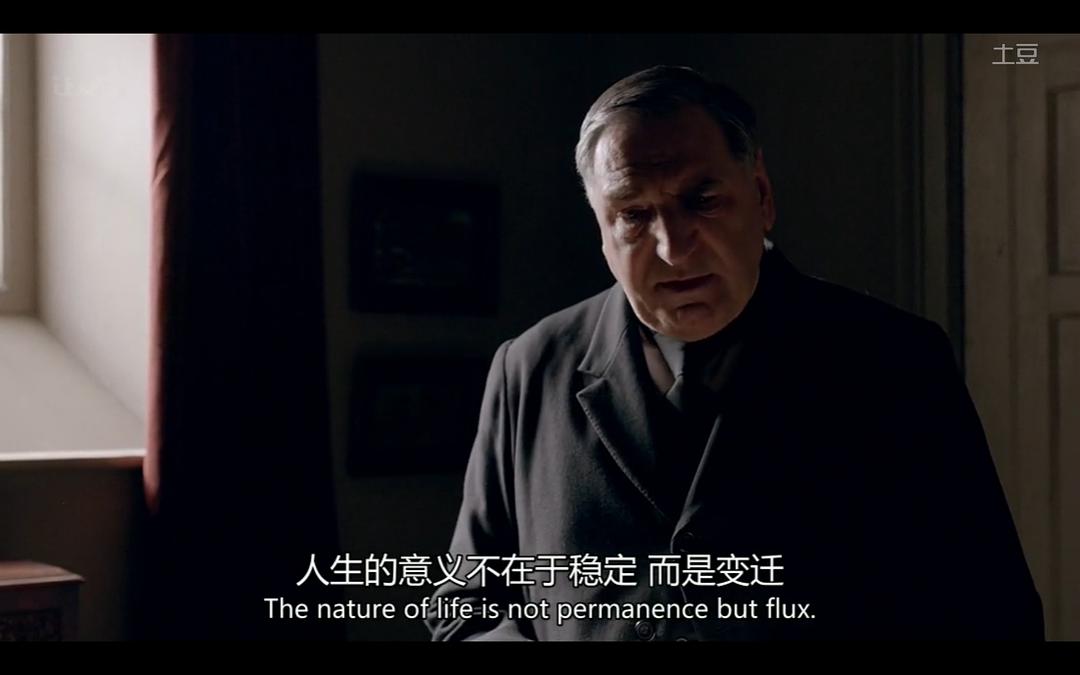 土豆
人生的意义不在于稳定 而是变迁
The nature of life is not permanence but flux.